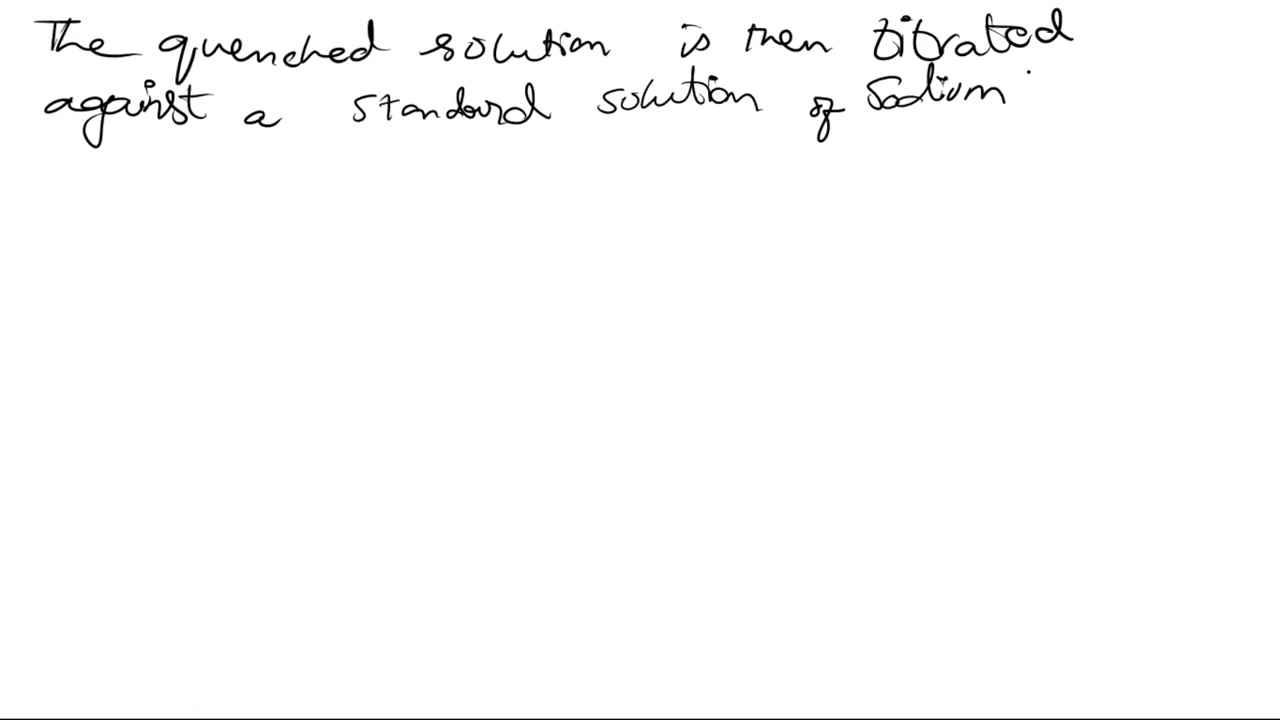 The quenched solution is then titrated
against a standard solution of Sodium